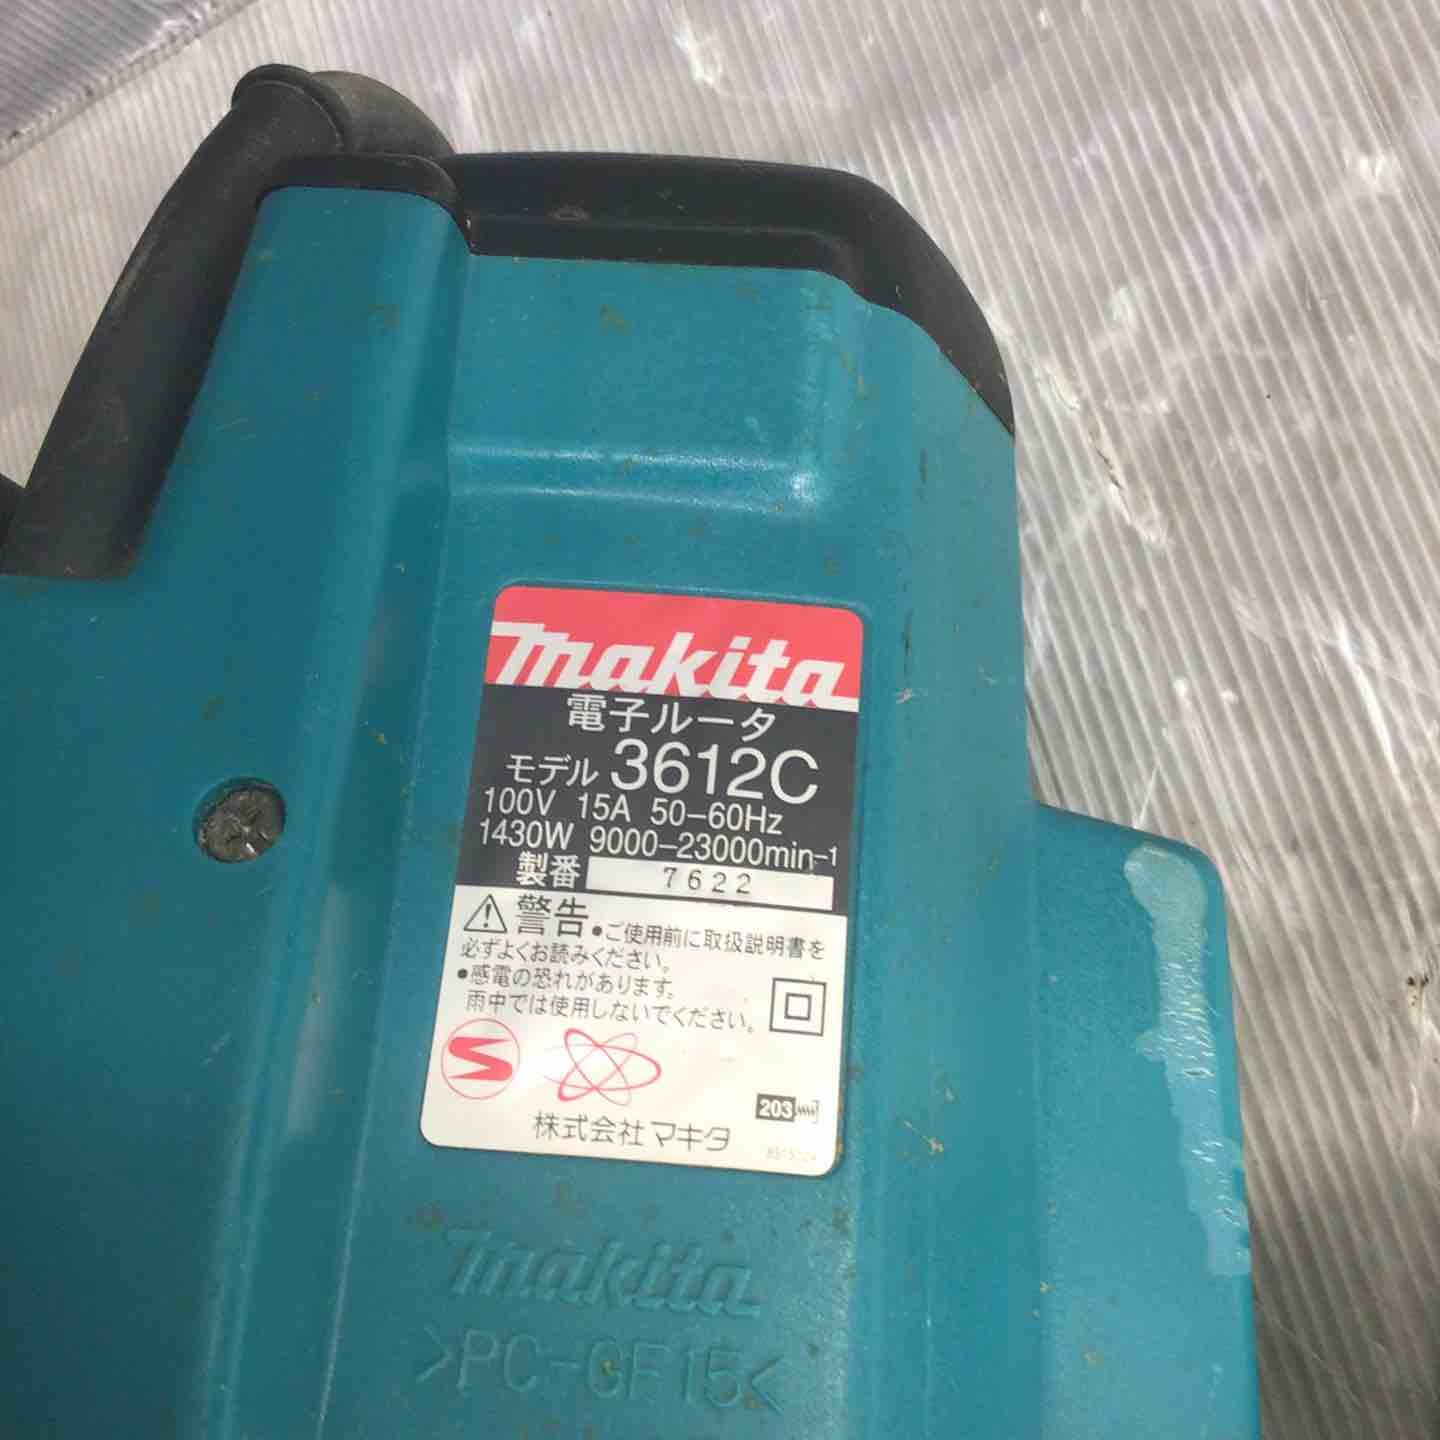 makita
電子ルータ
モデル 3612C
100V 15A 50-60Hz
1430W 9000-23000min-1
製番 7622
警告 ●ご使用前に取扱説明書を
必ずよくお読みください。
●感電の恐れがあります。
雨中では使用しないでください。
S
203
株式会社マキタ
makita
>PC-GF15<